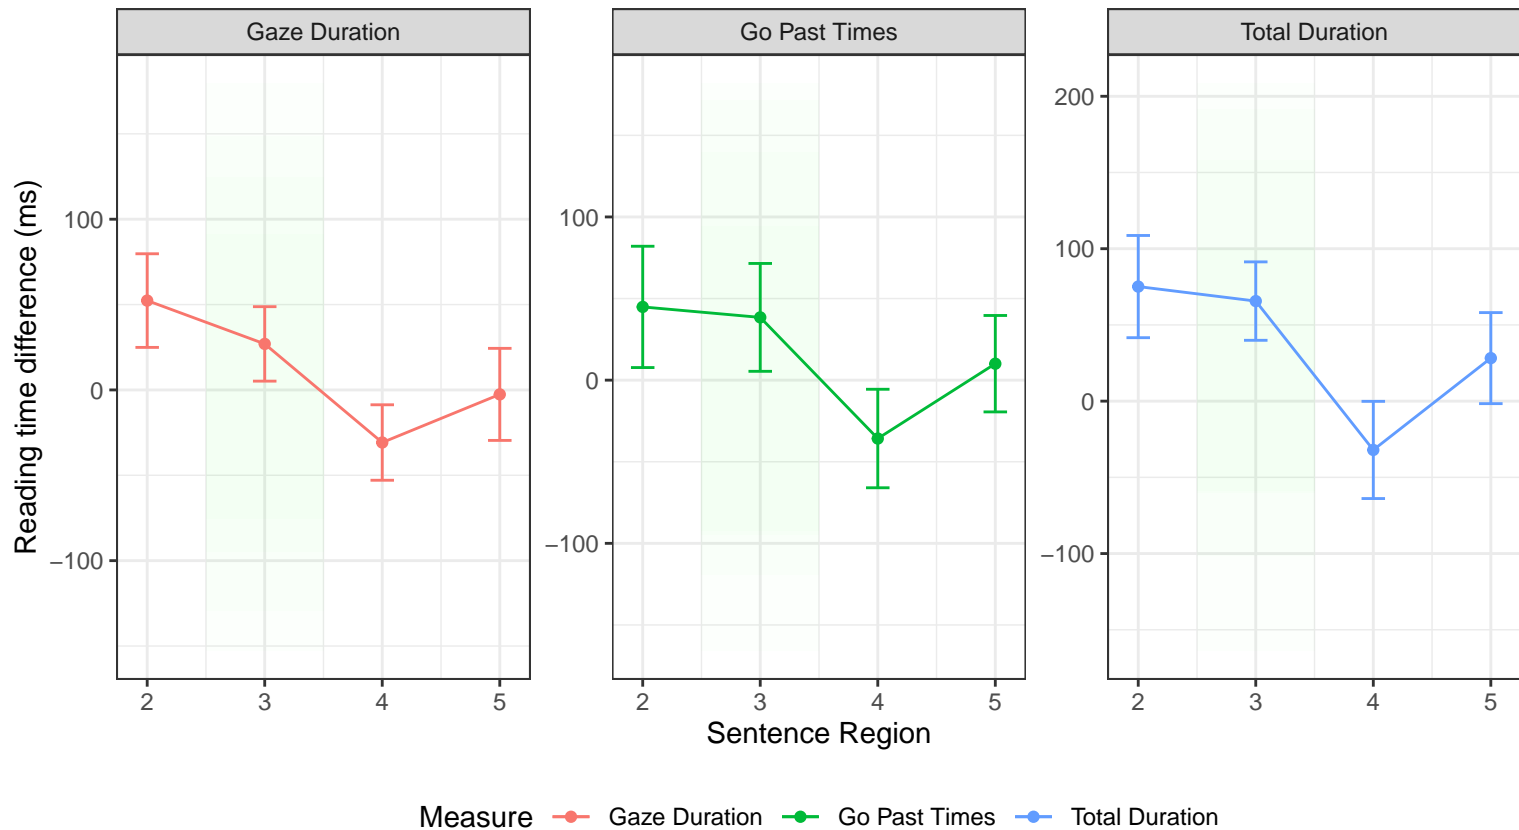 Gaze Duration Go Past Times Total Duration
Reading time difference (ms)
100
0
−100
100
0
−100
200
100
0
−100
2 3 4 5 2 3 4 5 2 3 4 5
Sentence Region
Measure Gaze Duration Go Past Times Total Duration